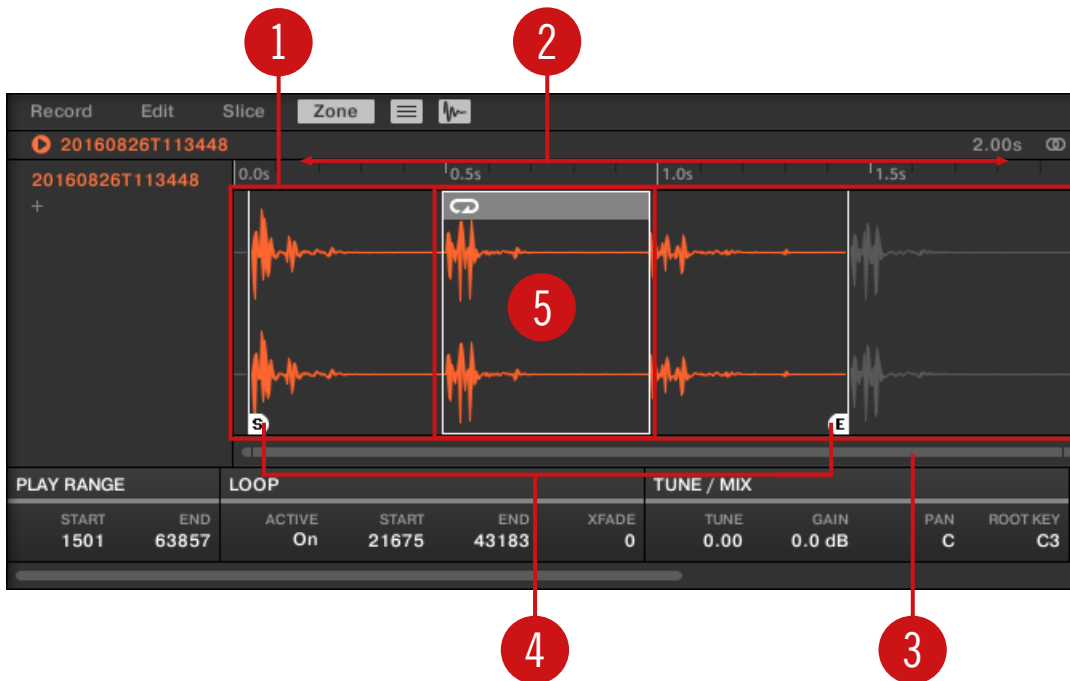 1 2
Record Edit Slice Zone
20160826T113448 2.00s
20160826T113448 0.0s 0.5s 1.0s 1.5s
+
5
S E
PLAY RANGE LOOP TUNE / MIX
START END ACTIVE START END XFADE TUNE GAIN PAN ROOT KEY
1501 63857 On 21675 43183 0 0.00 0.0 dB C C3
4 3